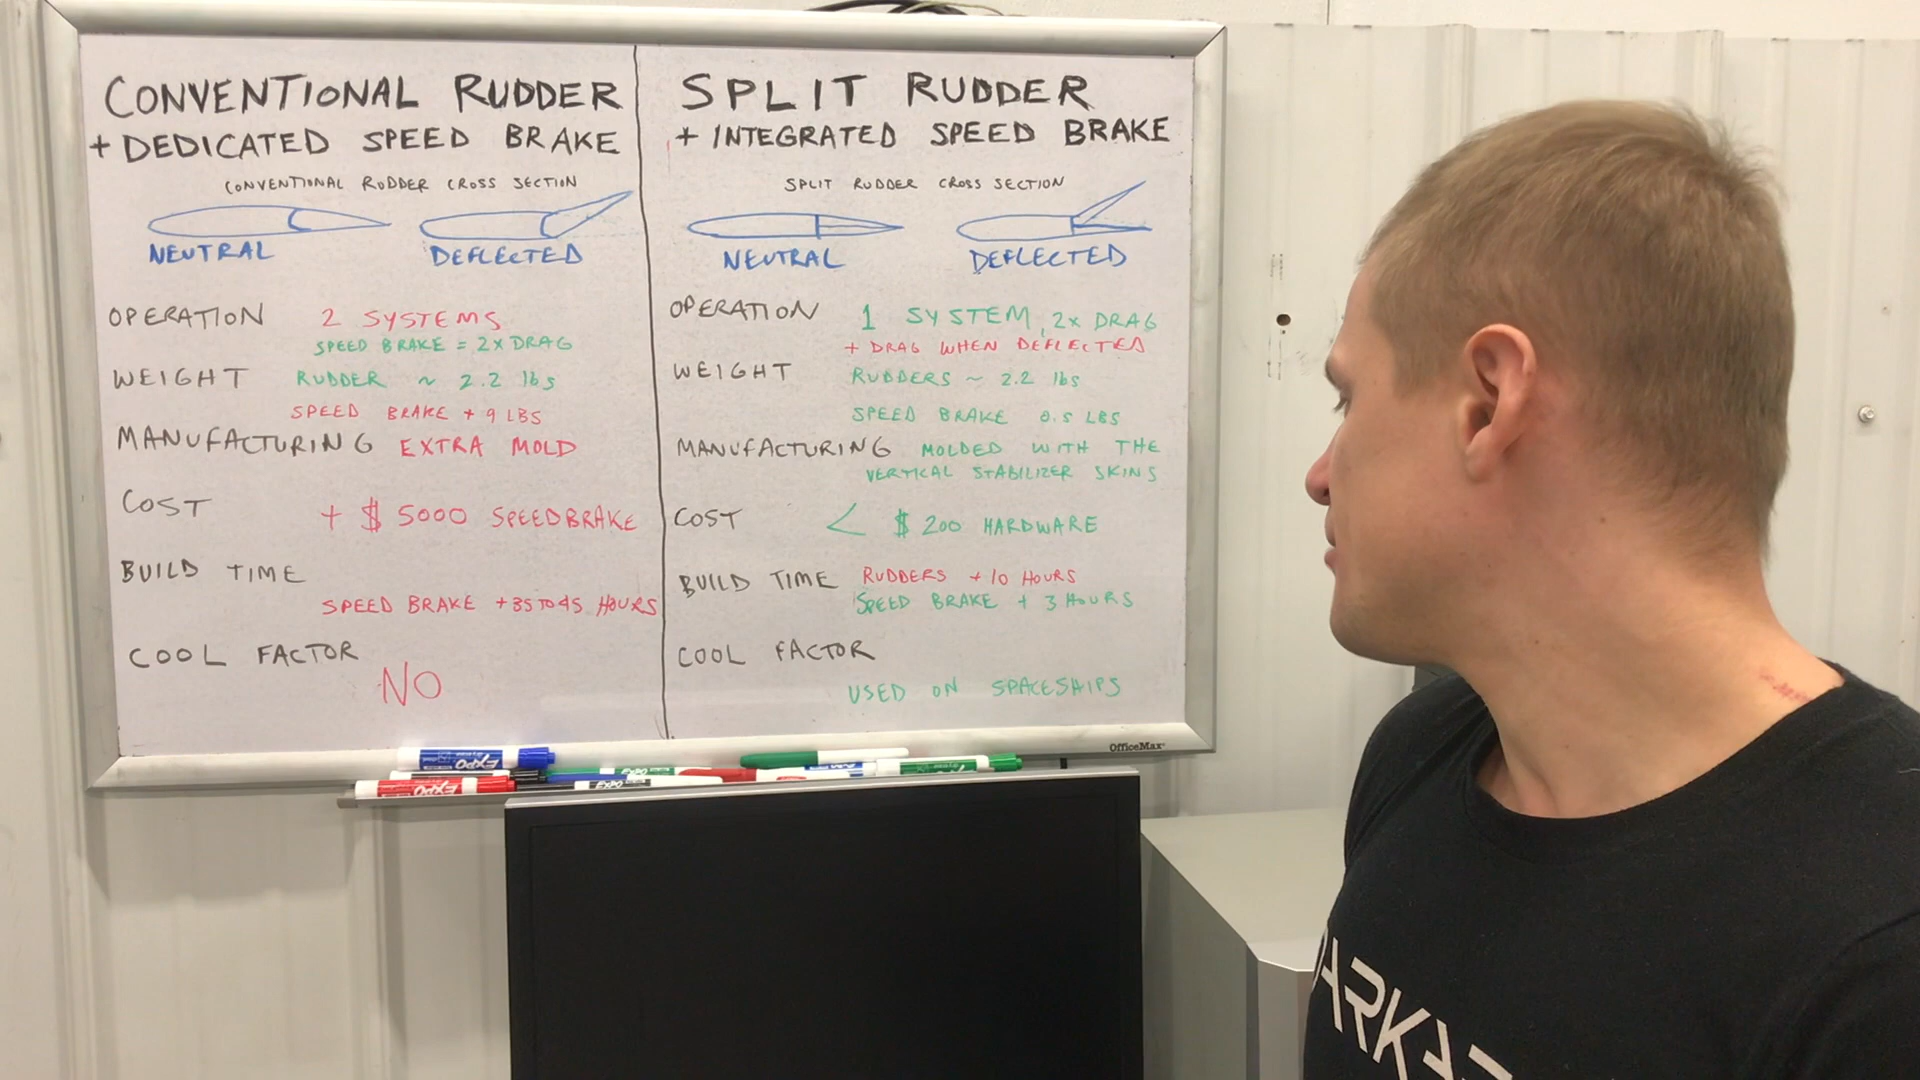 CONVENTIONAL RUDDER
+ DEDICATED SPEED BRAKE
CONVENTIONAL RUDDER CROSS SECTION
NEUTRAL
DEFLECTED
OPERATION
2 SYSTEMS
SPEED BRAKE = 2X DRAG
WEIGHT
RUDDER ~ 2.2 lbs
SPEED BRAKE + 9 LBS
MANUFACTURING EXTRA MOLD
COST
+ $ 5000 SPEEDBRAKE
BUILD TIME
SPEED BRAKE +35 TO 45 HOURS
COOL FACTOR
NO
SPLIT RUDDER
+ INTEGRATED SPEED BRAKE
SPLIT RUDDER CROSS SECTION
NEUTRAL
DEFLECTED
OPERATION
1 SYSTEM, 2x DRAG
+ DRAG WHEN DEFLECTED
WEIGHT
RUDDERS ~ 2.2 lbs
SPEED BRAKE 0.5 LBS
MANUFACTURING MOLDED WITH THE
VERTICAL STABILIZER SKINS
COST
< $ 200 HARDWARE
BUILD TIME
RUDDERS + 10 HOURS
SPEED BRAKE + 3 HOURS
COOL FACTOR
USED ON SPACESHIPS
OfficeMax
EXPO
EXPO
EXPO